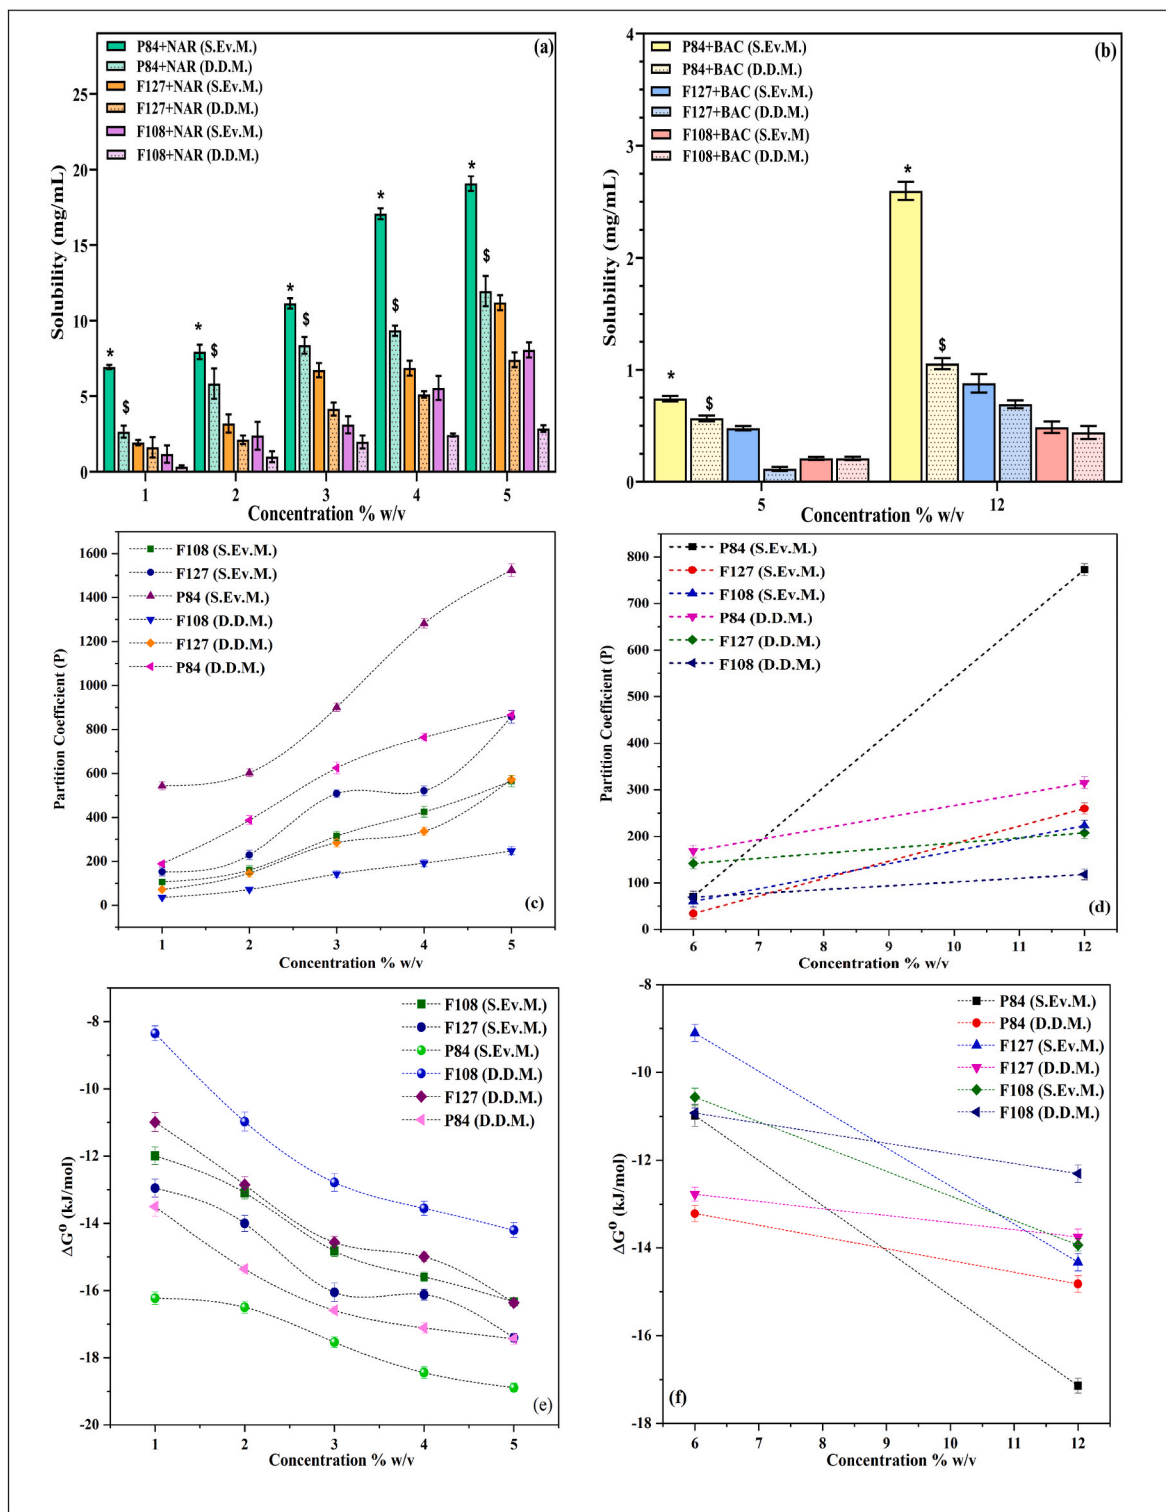 (a)
P84+NAR (S.Ev.M.)
P84+NAR (D.D.M.)
F127+NAR (S.Ev.M.)
F127+NAR (D.D.M.)
F108+NAR (S.Ev.M.)
F108+NAR (D.D.M.)
Solubility (mg/mL)
25
20
15
10
5
0
* $ * $ * $ * $ * $
1 2 3 4 5
Concentration % w/v
(b)
P84+BAC (S.Ev.M.)
P84+BAC (D.D.M.)
F127+BAC (S.Ev.M.)
F127+BAC (D.D.M.)
F108+BAC (S.Ev.M)
F108+BAC (D.D.M.)
Solubility (mg/mL)
4
3
2
1
0
* $ * $
5 12
Concentration % w/v
F108 (S.Ev.M.)
F127 (S.Ev.M.)
P84 (S.Ev.M.)
F108 (D.D.M.)
F127 (D.D.M.)
P84 (D.D.M.)
Partition Coefficient (P)
1600
1400
1200
1000
800
600
400
200
0
(c)
1 2 3 4 5
Concentration % w/v
P84 (S.Ev.M.)
F127 (S.Ev.M.)
F108 (S.Ev.M.)
P84 (D.D.M.)
F127 (D.D.M.)
F108 (D.D.M.)
Partition Coefficient (P)
800
700
600
500
400
300
200
100
0
(d)
6 7 8 9 10 11 12
Concentration % w/v
F108 (S.Ev.M.)
F127 (S.Ev.M.)
P84 (S.Ev.M.)
F108 (D.D.M.)
F127 (D.D.M.)
P84 (D.D.M.)
ΔG° (kJ/mol)
-8
-10
-12
-14
-16
-18
-20
(e)
1 2 3 4 5
Concentration % w/v
P84 (S.Ev.M.)
P84 (D.D.M.)
F127 (S.Ev.M.)
F127 (D.D.M.)
F108 (S.Ev.M.)
F108 (D.D.M.)
ΔG° (kJ/mol)
-8
-10
-12
-14
-16
-18
(f)
6 7 8 9 10 11 12
Concentration % w/v